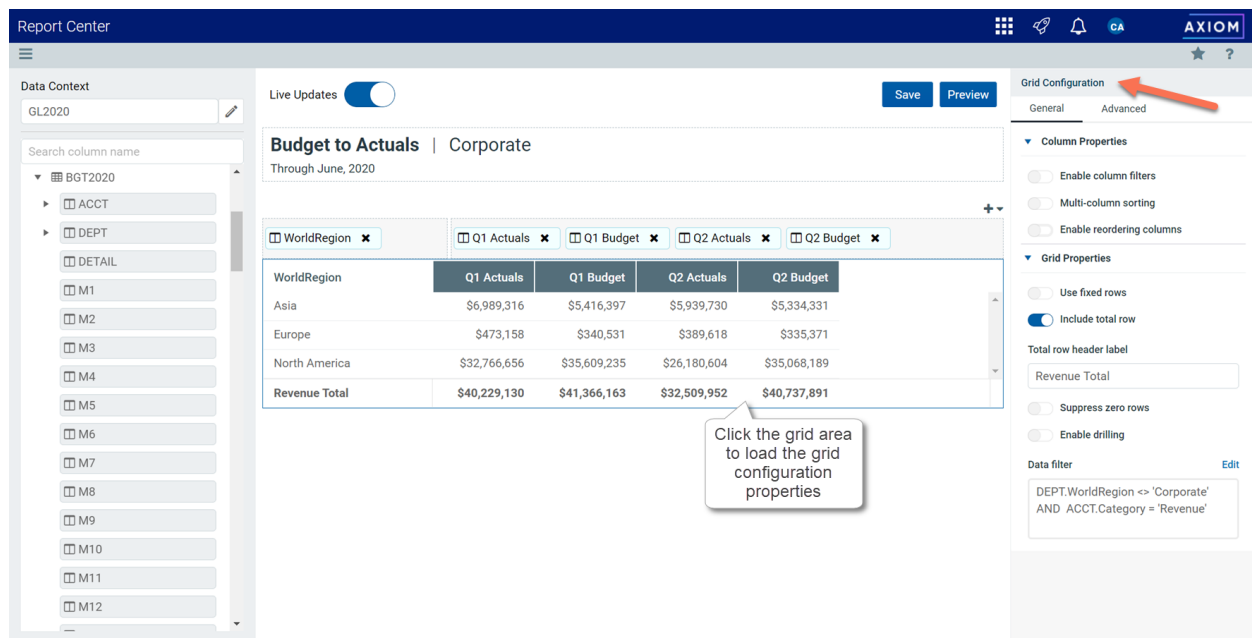 Report Center
CA
AXIOM
?
Data Context
GL2020
Search column name
BGT2020
ACCT
DEPT
DETAIL
M1
M2
M3
M4
M5
M6
M7
M8
M9
M10
M11
M12
Live Updates
Save
Preview
Budget to Actuals | Corporate
Through June, 2020
WorldRegion
Q1 Actuals
Q1 Budget
Q2 Actuals
Q2 Budget
WorldRegion Q1 Actuals Q1 Budget Q2 Actuals Q2 Budget
Asia $6,989,316 $5,416,397 $5,939,730 $5,334,331
Europe $473,158 $340,531 $389,618 $335,371
North America $32,766,656 $35,609,235 $26,180,604 $35,068,189
Revenue Total $40,229,130 $41,366,163 $32,509,952 $40,737,891
Click the grid area
to load the grid
configuration
properties
Grid Configuration
General Advanced
Column Properties
Enable column filters
Multi-column sorting
Enable reordering columns
Grid Properties
Use fixed rows
Include total row
Total row header label
Revenue Total
Suppress zero rows
Enable drilling
Data filter Edit
DEPT.WorldRegion <> 'Corporate'
AND ACCT.Category = 'Revenue'